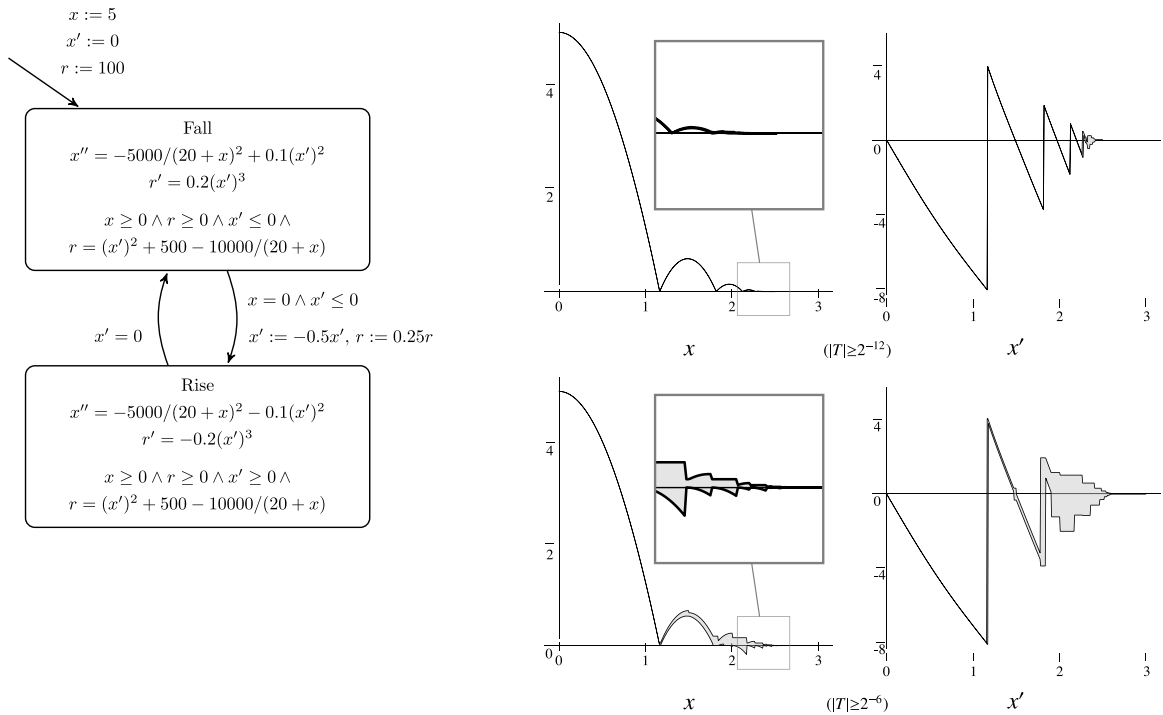 x := 5
x′ := 0
r := 100
Fall
x″ = −5000/(20 + x)² + 0.1(x′)²
r′ = 0.2(x′)³
x ≥ 0 ∧ r ≥ 0 ∧ x′ ≤ 0 ∧
r = (x′)² + 500 − 10000/(20 + x)
x = 0 ∧ x′ ≤ 0
x′ = 0
x′ := −0.5x′, r := 0.25r
Rise
x″ = −5000/(20 + x)² − 0.1(x′)²
r′ = −0.2(x′)³
x ≥ 0 ∧ r ≥ 0 ∧ x′ ≥ 0 ∧
r = (x′)² + 500 − 10000/(20 + x)
4
2
0 1 2 3
x
4
0
-4
-8
0 1 2 3
x′
(|T|≥2⁻¹²)
4
2
0
0 1 2 3
x
4
0
-4
-8
0 1 2 3
x′
(|T|≥2⁻⁶)